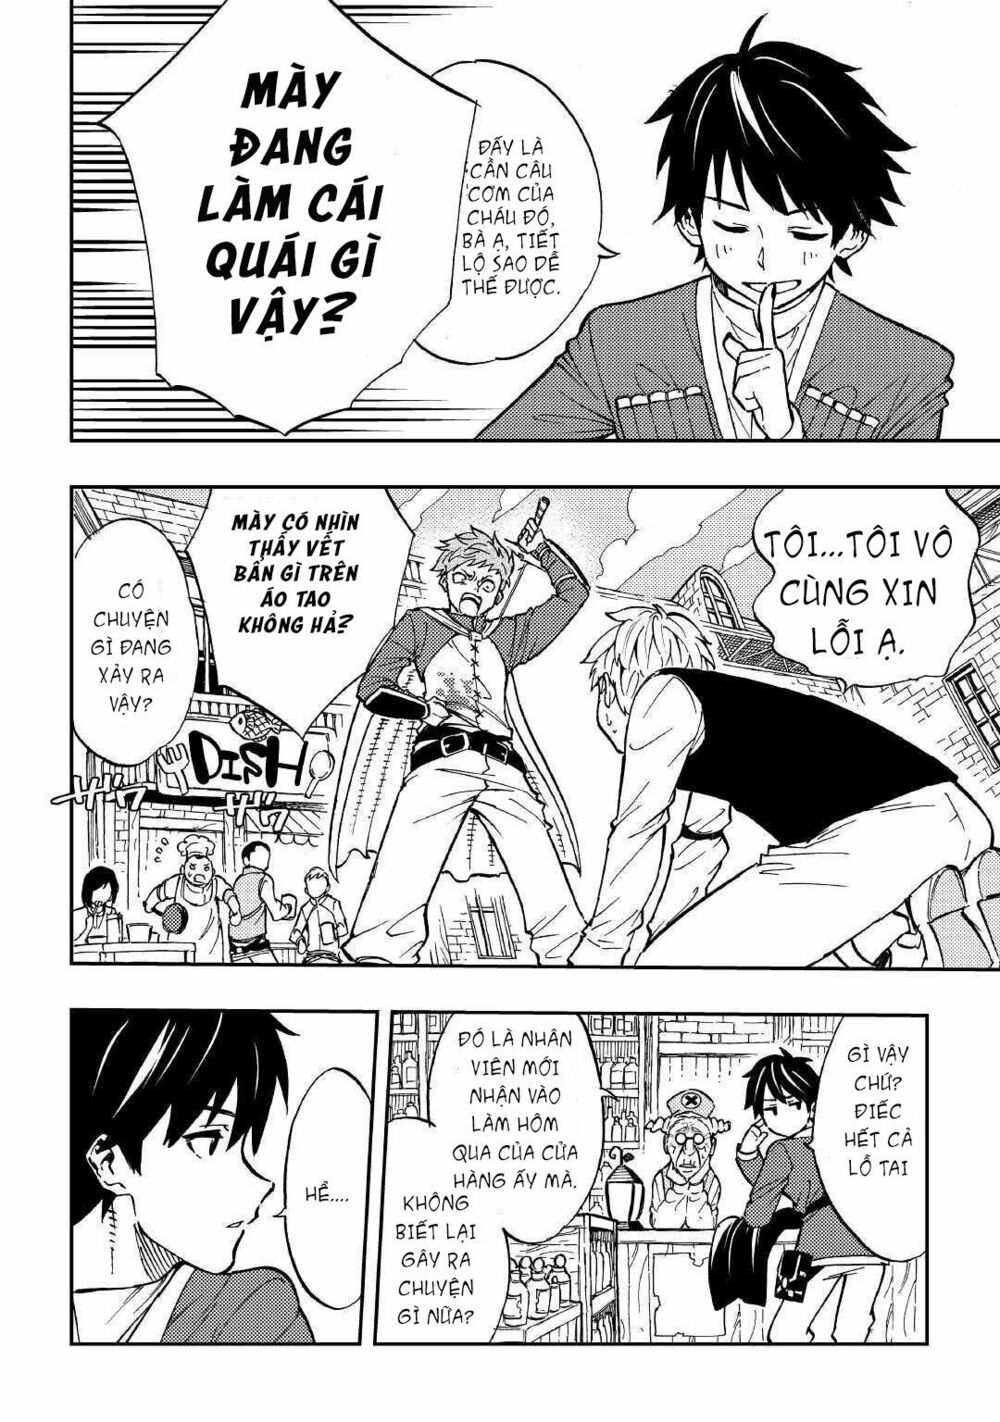 ĐẤY LÀ
CẦN CÂU
CƠM CỦA
CHÁU ĐÓ,
BÀ Ạ, TIẾT
LỘ SAO DỄ
THẾ ĐƯỢC.
MÀY
ĐANG
LÀM CÁI
QUÁI GÌ
VẬY?
TÔI...TÔI VÔ
CÙNG XIN
LỖI Ạ.
MÀY CÓ NHÌN
THẤY VẾT
BẨN GÌ TRÊN
ÁO TAO
KHÔNG HẢ?
CÓ
CHUYỆN
GÌ ĐANG
XẢY RA
VẬY?
DISH
ザワ
ザワ
GÌ VẬY
CHỨ?
ĐIẾC
HẾT CẢ
LỖ TAI
ĐÓ LÀ NHÂN
VIÊN MỚI
NHẬN VÀO
LÀM HÔM
QUA CỦA CỬA
HÀNG ẤY MÀ.
KHÔNG
BIẾT LẠI
GÂY RA
CHUYỆN
GÌ NỮA?
HỂ....